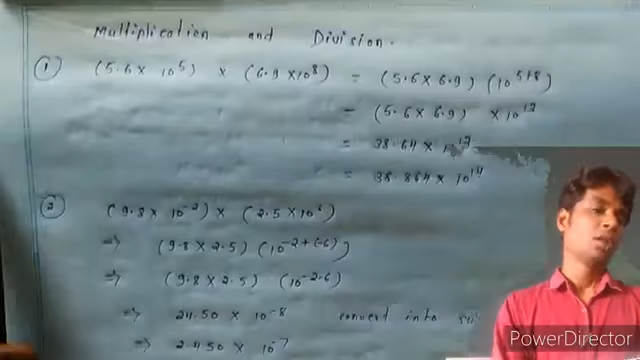 Multiplication and Division.
① (5.6 × 10⁵) × (6.9 × 10⁸) = (5.6 × 6.9) (10⁵⁺⁸)
= (5.6 × 6.9) × 10¹³
= 38.64 × 10¹³
= 38.864 × 10¹⁴
② (9.8 × 10⁻²) × (2.5 × 10⁻⁶)
=> (9.8 × 2.5) (10⁻²⁺⁽⁻⁶⁾)
=> (9.8 × 2.5) (10⁻²⁻⁶)
=> 24.50 × 10⁻⁸ convert into
=> 2.450 × 10⁻⁷
PowerDirector